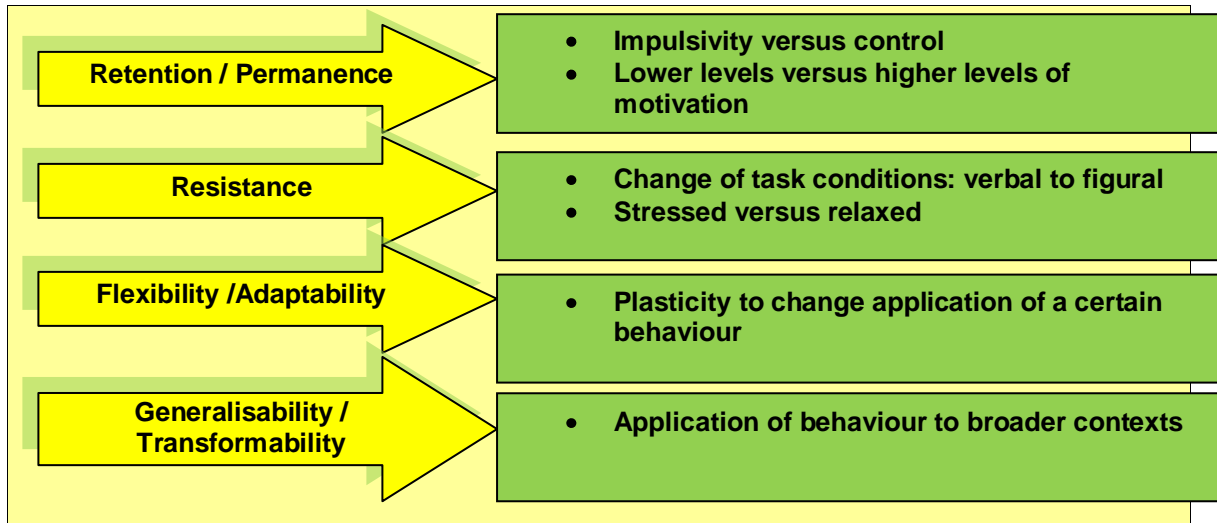 Retention / Permanence
• Impulsivity versus control
• Lower levels versus higher levels of
motivation
Resistance
• Change of task conditions: verbal to figural
• Stressed versus relaxed
Flexibility /Adaptability
• Plasticity to change application of a certain
behaviour
Generalisability /
Transformability
• Application of behaviour to broader contexts